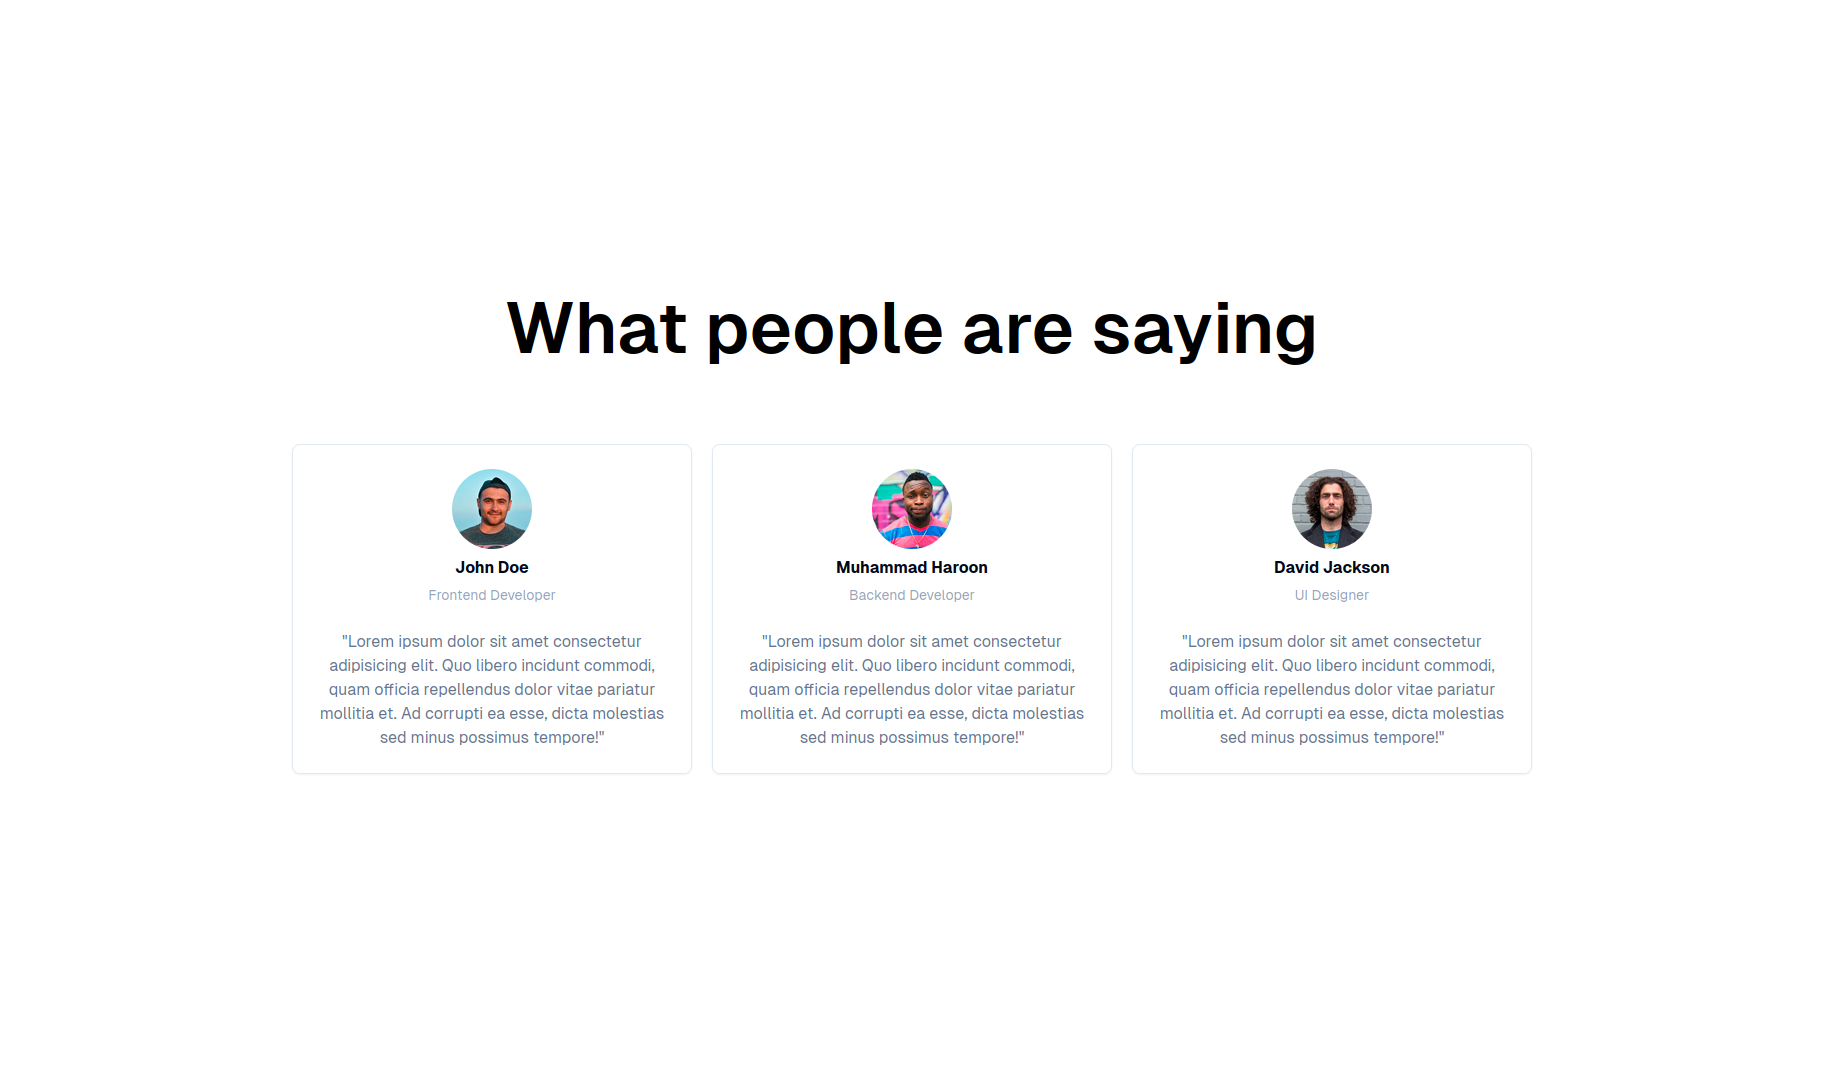 What people are saying
John Doe
Frontend Developer
"Lorem ipsum dolor sit amet consectetur
adipisicing elit. Quo libero incidunt commodi,
quam officia repellendus dolor vitae pariatur
mollitia et. Ad corrupti ea esse, dicta molestias
sed minus possimus tempore!"
Muhammad Haroon
Backend Developer
"Lorem ipsum dolor sit amet consectetur
adipisicing elit. Quo libero incidunt commodi,
quam officia repellendus dolor vitae pariatur
mollitia et. Ad corrupti ea esse, dicta molestias
sed minus possimus tempore!"
David Jackson
UI Designer
"Lorem ipsum dolor sit amet consectetur
adipisicing elit. Quo libero incidunt commodi,
quam officia repellendus dolor vitae pariatur
mollitia et. Ad corrupti ea esse, dicta molestias
sed minus possimus tempore!"